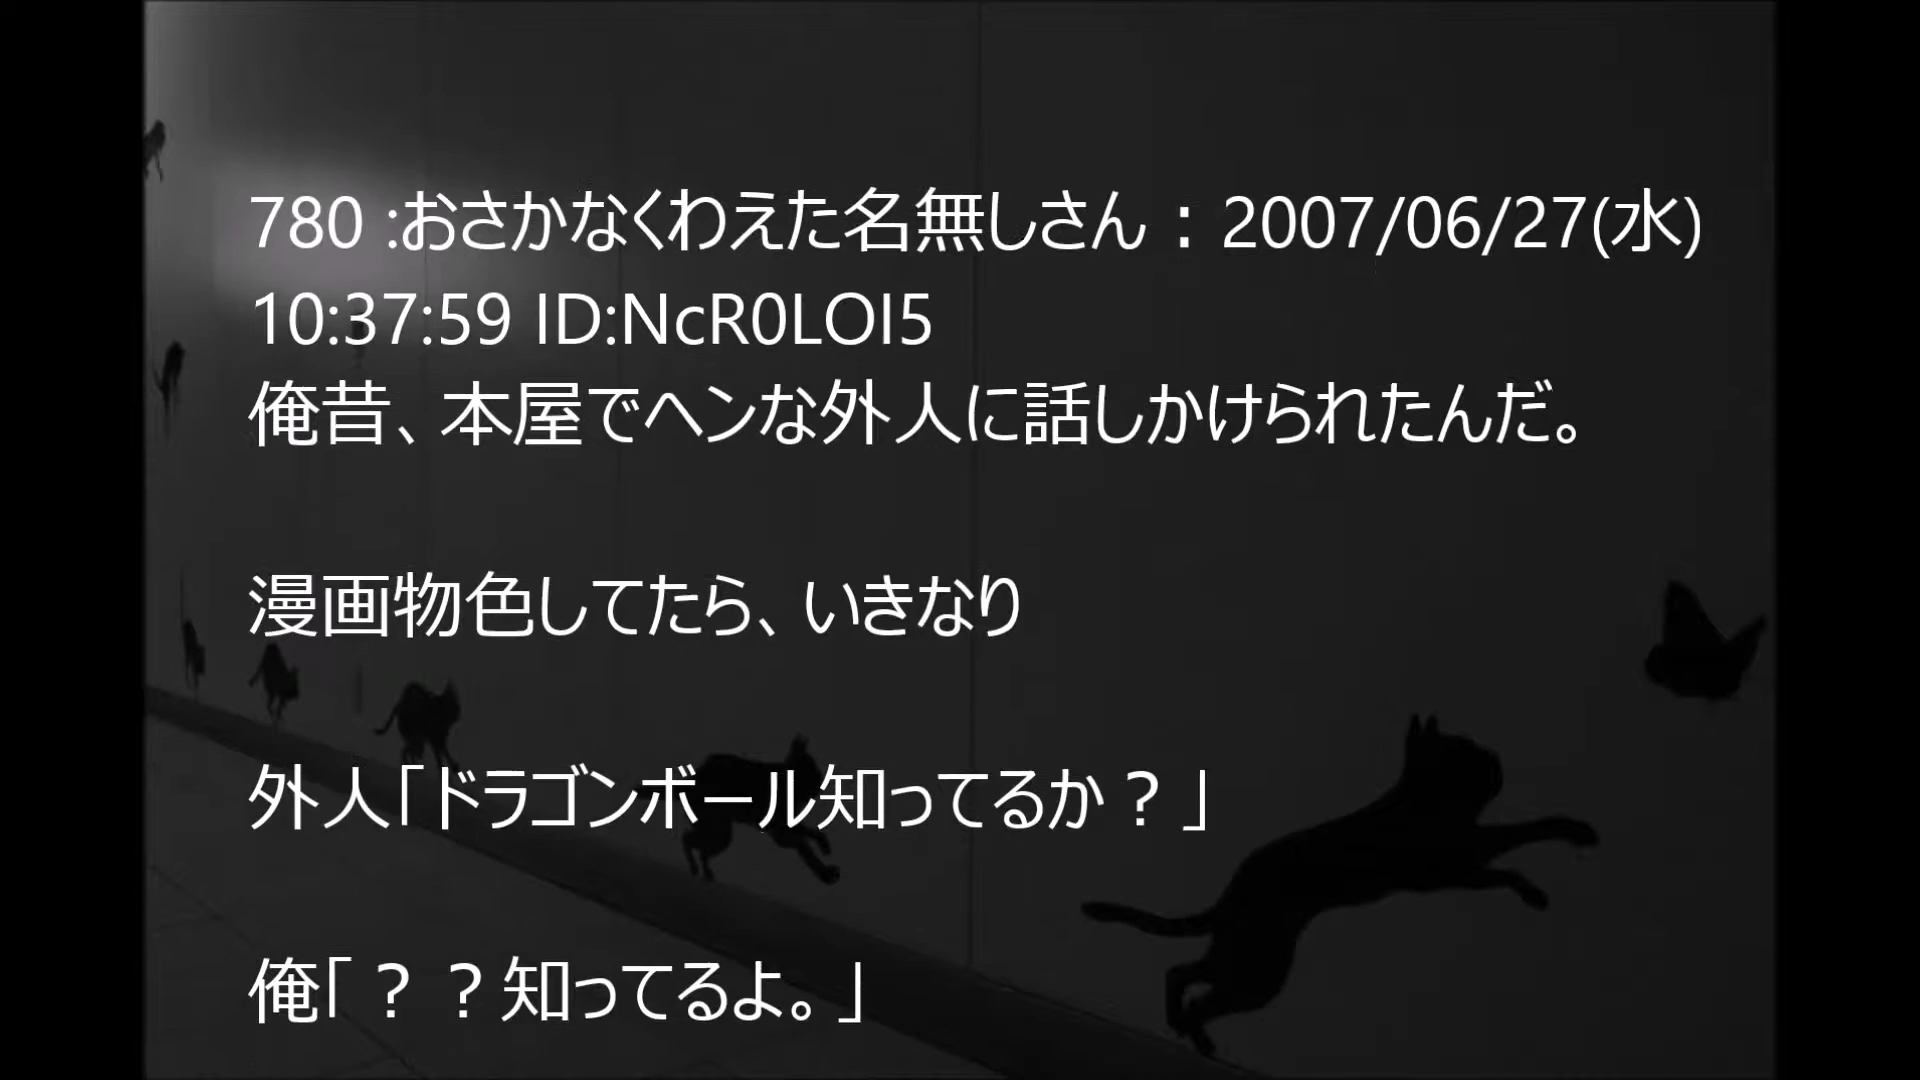 780 :おさかなくわえた名無しさん：2007/06/27(水)
10:37:59 ID:NcR0LOI5
俺昔、本屋でヘンな外人に話しかけられたんだ。
漫画物色してたら、いきなり
外人「ドラゴンボール知ってるか？」
俺「？？知ってるよ。」